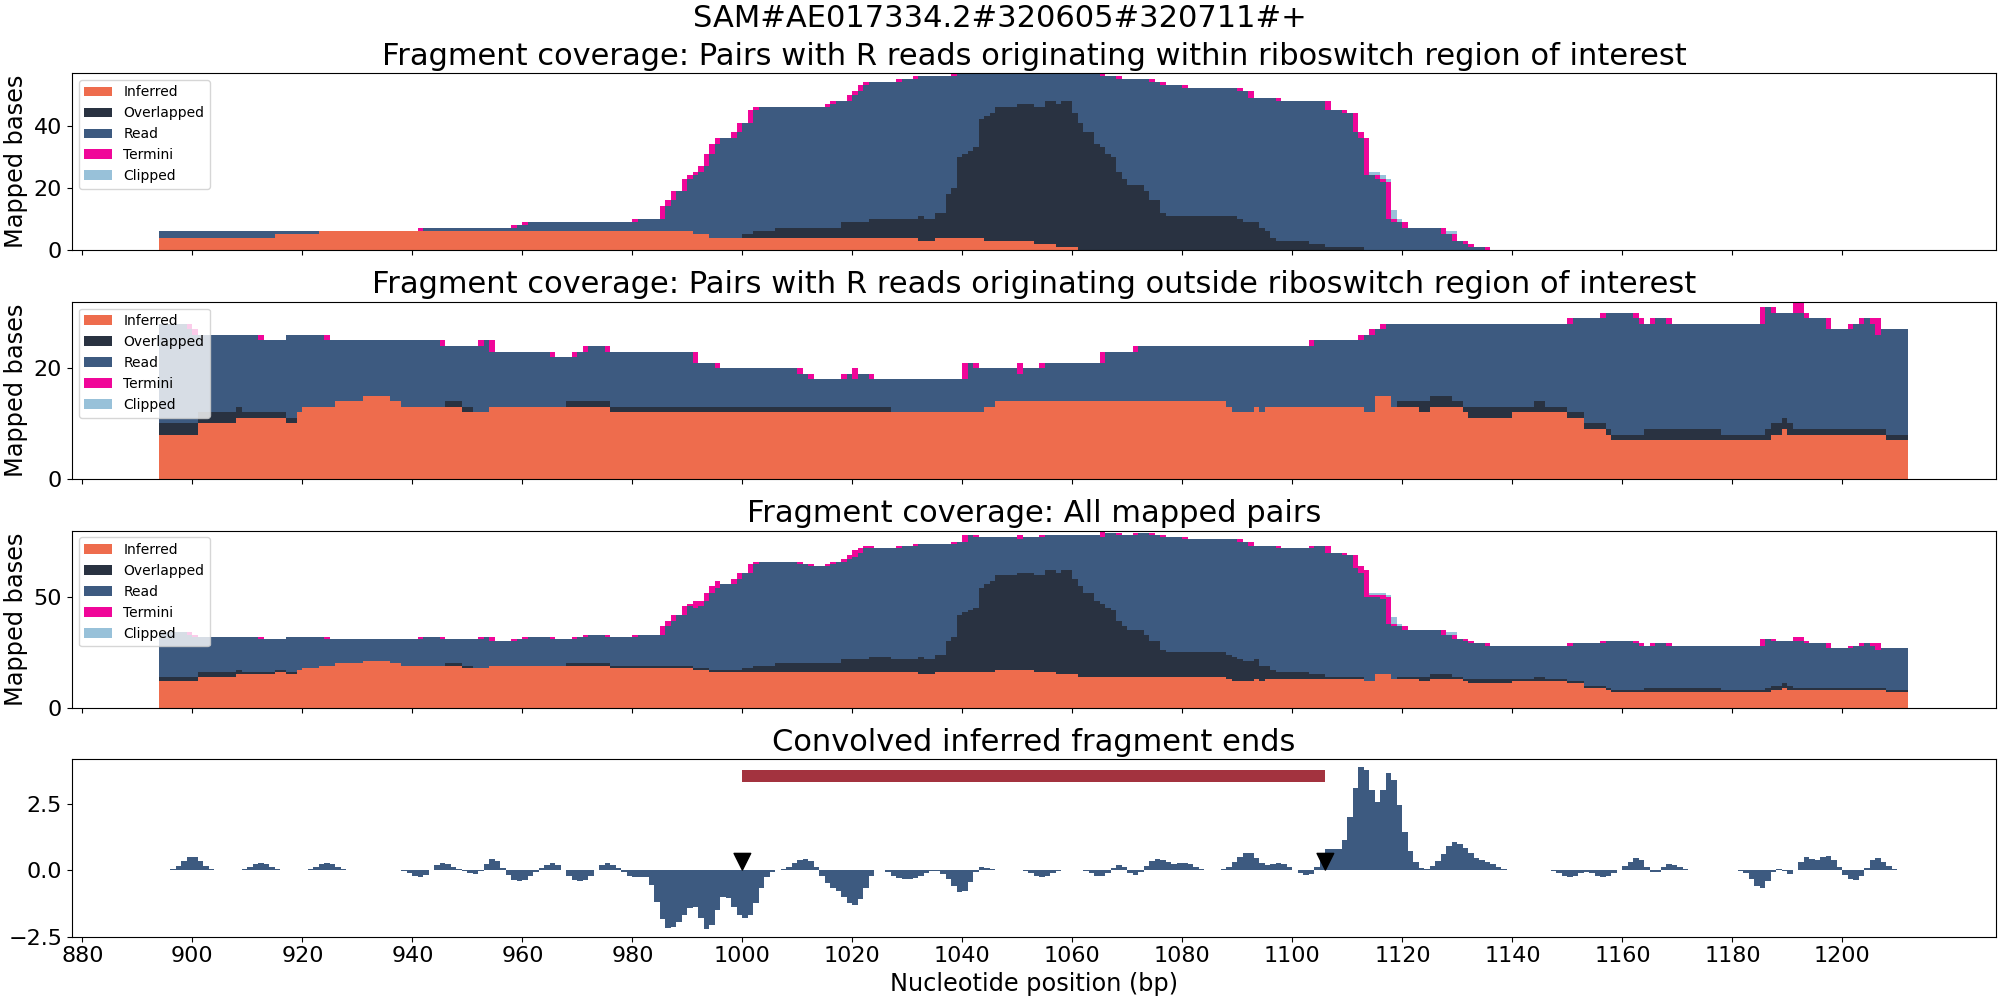 SAM#AE017334.2#320605#320711#+
Fragment coverage: Pairs with R reads originating within riboswitch region of interest
Mapped bases
40
20
0
Inferred
Overlapped
Read
Termini
Clipped
Fragment coverage: Pairs with R reads originating outside riboswitch region of interest
Mapped bases
20
0
Inferred
Overlapped
Read
Termini
Clipped
Fragment coverage: All mapped pairs
Mapped bases
50
0
Inferred
Overlapped
Read
Termini
Clipped
Convolved inferred fragment ends
2.5
0.0
−2.5
880 900 920 940 960 980 1000 1020 1040 1060 1080 1100 1120 1140 1160 1180 1200
Nucleotide position (bp)